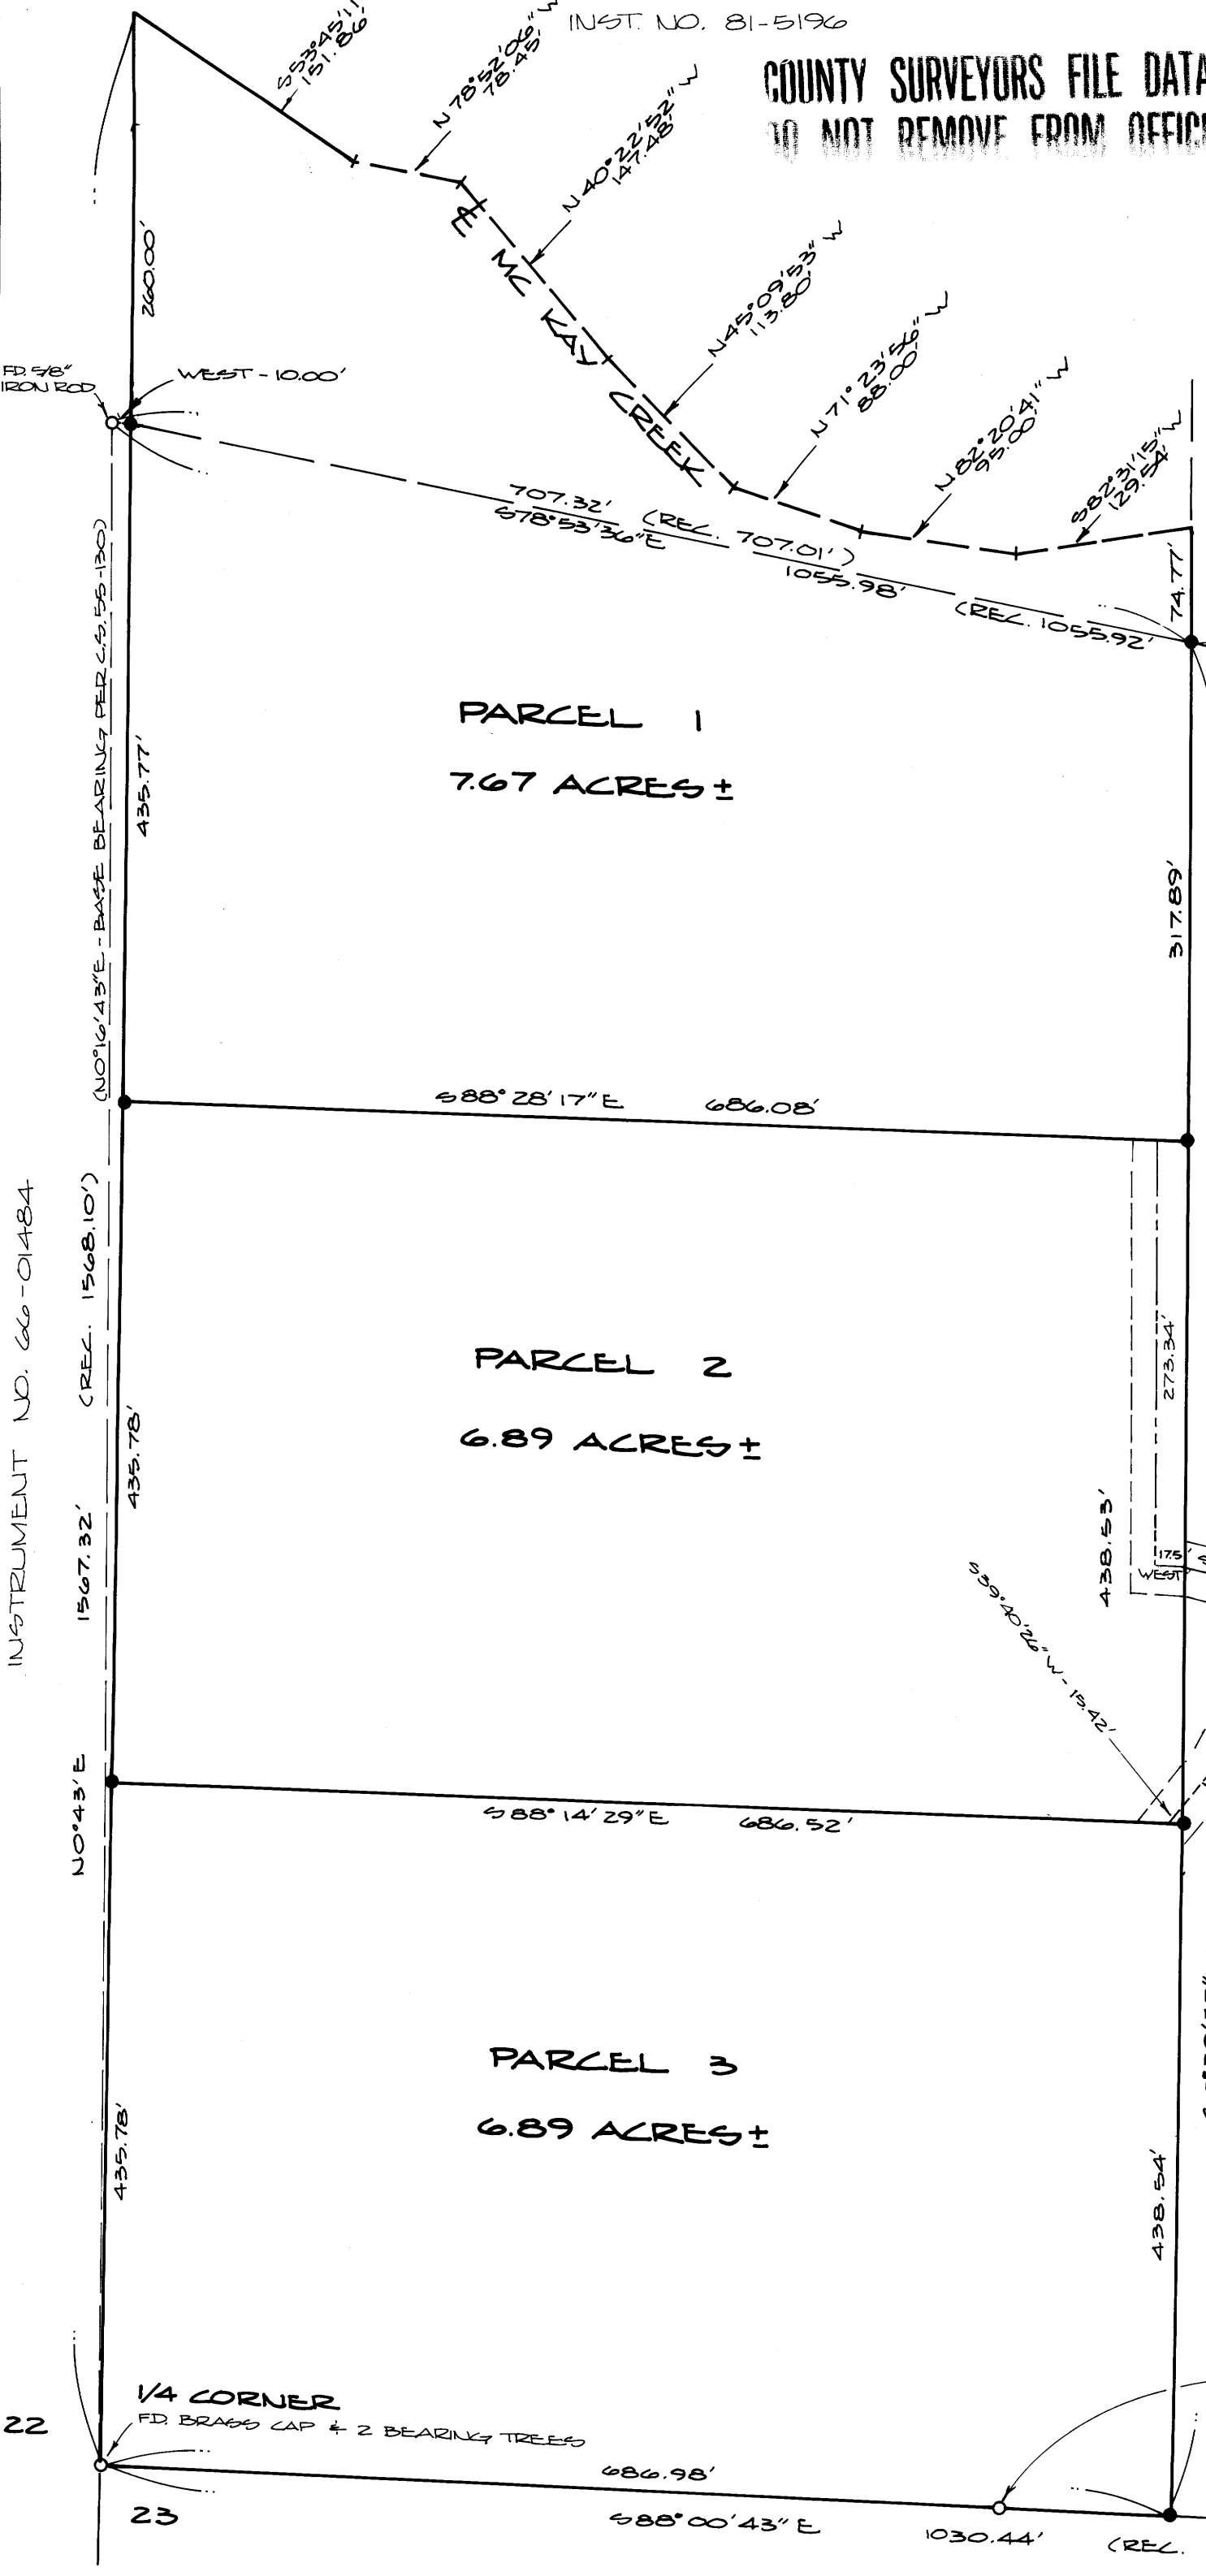 INST. NO. 81-5196
COUNTY SURVEYORS FILE DATA
DO NOT REMOVE FROM OFFICE
S53°45'11
151.86'
N78°52'06" W
78.45'
N40°22'52" W
147.48'
N45°09'53" W
113.80'
N71°23'56" W
88.00'
N82°20'41" W
95.00'
S82°31'15" W
129.54'
℄ MC KAY CREEK
260.00'
FD. 5/8"
IRON ROD
WEST - 10.00'
707.32' (REC. 707.01')
S78°53'36"E 1055.98' (REC. 1055.92'
74.77'
(N0°16'43"E - BASE BEARING PER C.S. 55-130)
435.77'
PARCEL 1
7.67 ACRES ±
317.89'
S88°28'17"E 686.08'
INSTRUMENT NO. 66-01484
N0°43'E 1567.32' (REC. 1568.10')
435.78'
PARCEL 2
6.89 ACRES ±
273.34'
438.53'
17.5'
WEST
S39°40'26" W - 15.42'
S88°14'29"E 686.52'
PARCEL 3
6.89 ACRES ±
435.78'
438.54'
1/4 CORNER
FD. BRASS CAP & 2 BEARING TREES
22
23
686.98'
S88°00'43"E 1030.44' (REC.